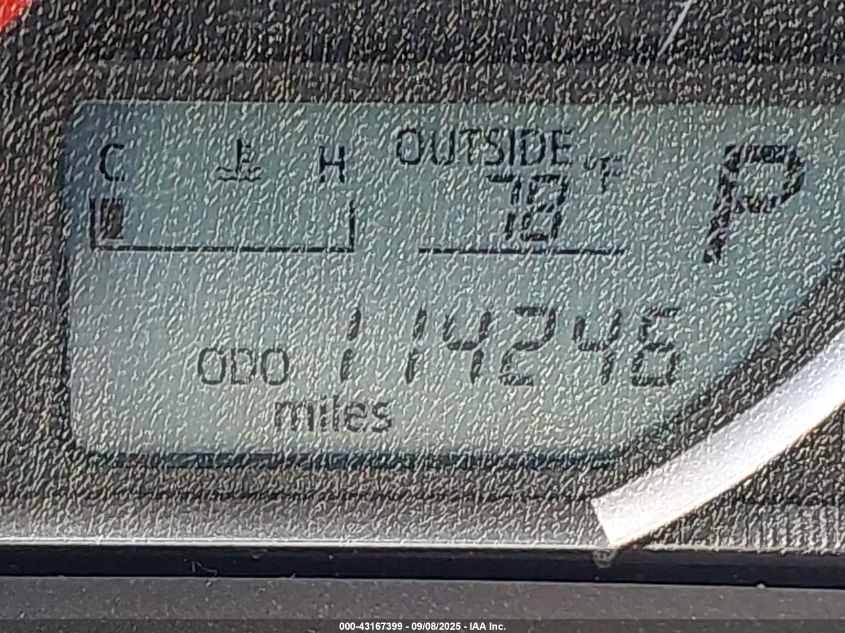 C H OUTSIDE °F P
78
ODO 114246
miles
000-43167399 - 09/08/2025 - IAA Inc.